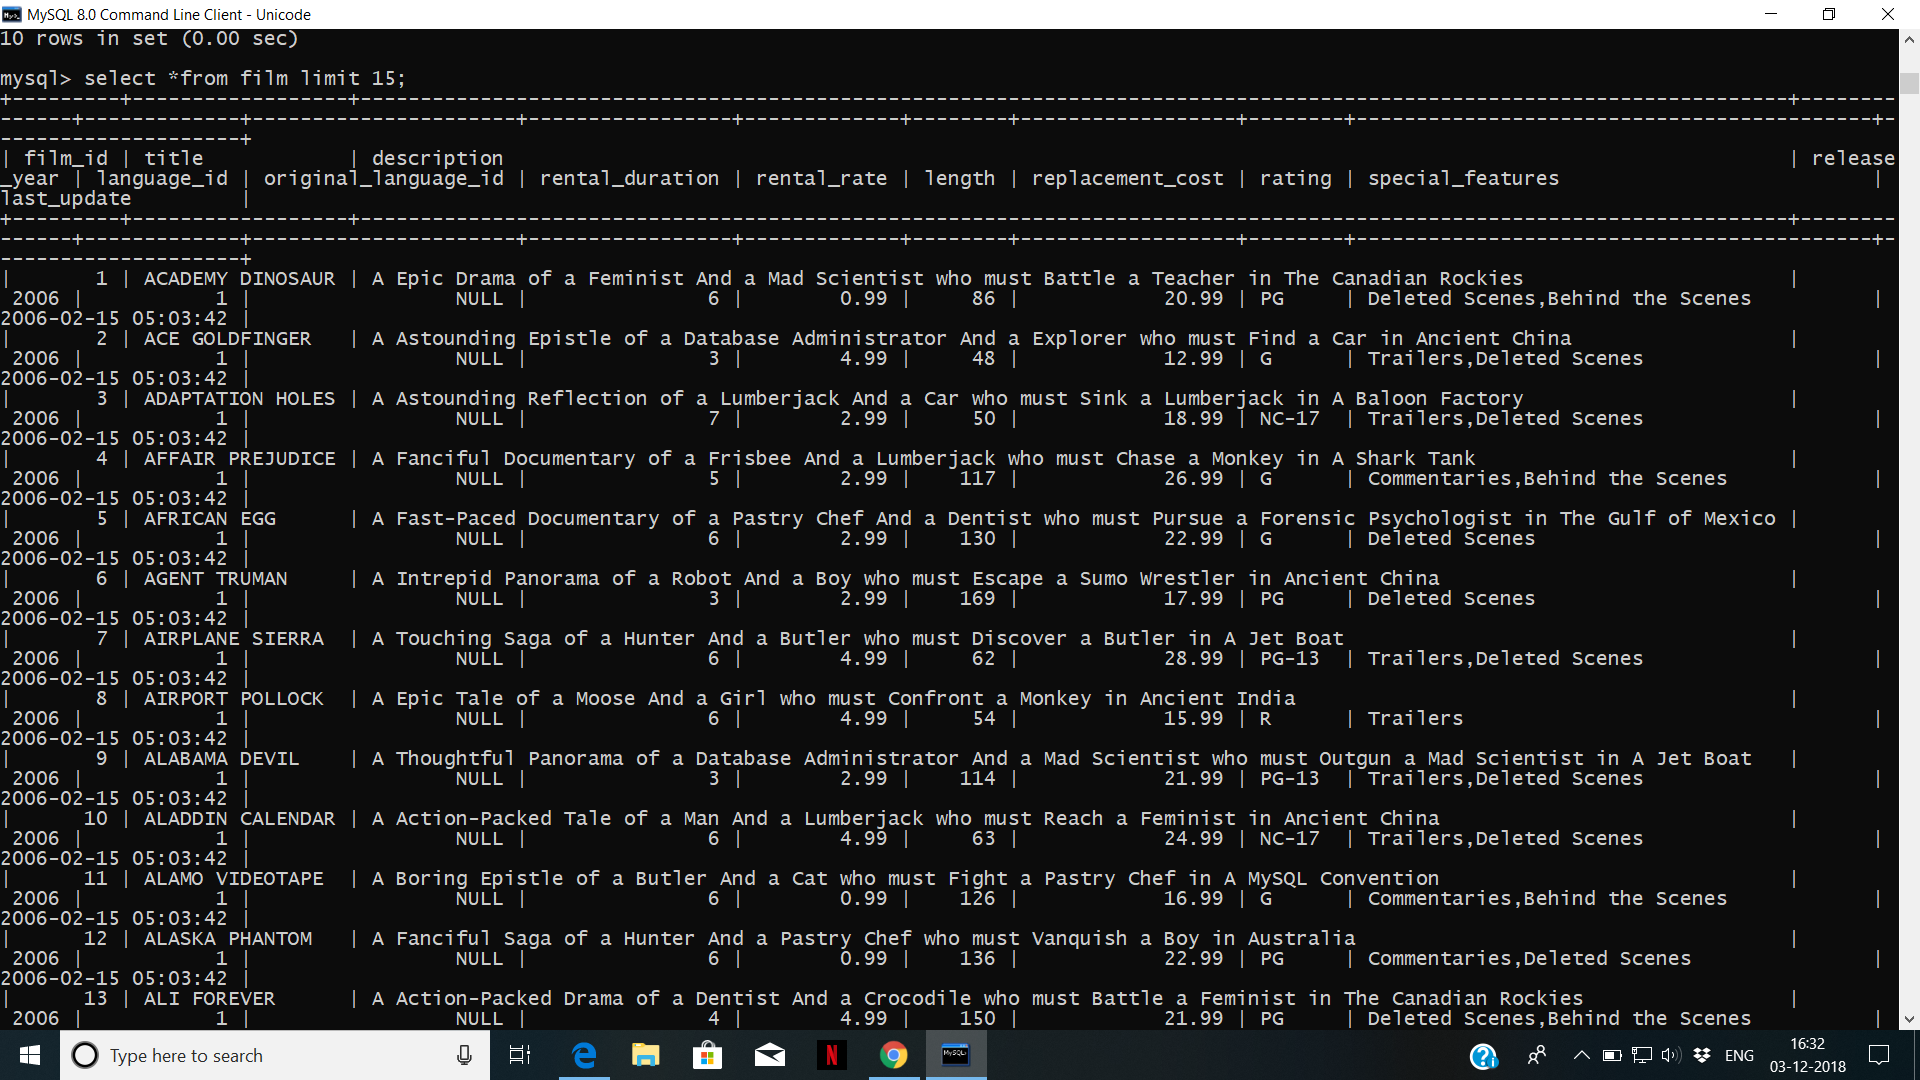 MySQL 8.0 Command Line Client - Unicode
10 rows in set (0.00 sec)
mysql> select *from film limit 15;
+---------+------------------+-----------------------------------------------------------------------------------------------------------------------+--------
------+-------------+----------------------+-----------------+-------------+--------+------------------+--------+-------------------------------------------+-
--------------------+
| film_id | title            | description                                                                                                           | release
_year | language_id | original_language_id | rental_duration | rental_rate | length | replacement_cost | rating | special_features                          |
last_update         |
+---------+------------------+-----------------------------------------------------------------------------------------------------------------------+--------
------+-------------+----------------------+-----------------+-------------+--------+------------------+--------+-------------------------------------------+-
--------------------+
|       1 | ACADEMY DINOSAUR | A Epic Drama of a Feminist And a Mad Scientist who must Battle a Teacher in The Canadian Rockies                      |
 2006 |           1 |                 NULL |               6 |        0.99 |     86 |            20.99 | PG     | Deleted Scenes,Behind the Scenes          |
2006-02-15 05:03:42 |
|       2 | ACE GOLDFINGER   | A Astounding Epistle of a Database Administrator And a Explorer who must Find a Car in Ancient China                  |
 2006 |           1 |                 NULL |               3 |        4.99 |     48 |            12.99 | G      | Trailers,Deleted Scenes                   |
2006-02-15 05:03:42 |
|       3 | ADAPTATION HOLES | A Astounding Reflection of a Lumberjack And a Car who must Sink a Lumberjack in A Baloon Factory                      |
 2006 |           1 |                 NULL |               7 |        2.99 |     50 |            18.99 | NC-17  | Trailers,Deleted Scenes                   |
2006-02-15 05:03:42 |
|       4 | AFFAIR PREJUDICE | A Fanciful Documentary of a Frisbee And a Lumberjack who must Chase a Monkey in A Shark Tank                          |
 2006 |           1 |                 NULL |               5 |        2.99 |    117 |            26.99 | G      | Commentaries,Behind the Scenes            |
2006-02-15 05:03:42 |
|       5 | AFRICAN EGG      | A Fast-Paced Documentary of a Pastry Chef And a Dentist who must Pursue a Forensic Psychologist in The Gulf of Mexico |
 2006 |           1 |                 NULL |               6 |        2.99 |    130 |            22.99 | G      | Deleted Scenes                            |
2006-02-15 05:03:42 |
|       6 | AGENT TRUMAN     | A Intrepid Panorama of a Robot And a Boy who must Escape a Sumo Wrestler in Ancient China                             |
 2006 |           1 |                 NULL |               3 |        2.99 |    169 |            17.99 | PG     | Deleted Scenes                            |
2006-02-15 05:03:42 |
|       7 | AIRPLANE SIERRA  | A Touching Saga of a Hunter And a Butler who must Discover a Butler in A Jet Boat                                     |
 2006 |           1 |                 NULL |               6 |        4.99 |     62 |            28.99 | PG-13  | Trailers,Deleted Scenes                   |
2006-02-15 05:03:42 |
|       8 | AIRPORT POLLOCK  | A Epic Tale of a Moose And a Girl who must Confront a Monkey in Ancient India                                         |
 2006 |           1 |                 NULL |               6 |        4.99 |     54 |            15.99 | R      | Trailers                                  |
2006-02-15 05:03:42 |
|       9 | ALABAMA DEVIL    | A Thoughtful Panorama of a Database Administrator And a Mad Scientist who must Outgun a Mad Scientist in A Jet Boat   |
 2006 |           1 |                 NULL |               3 |        2.99 |    114 |            21.99 | PG-13  | Trailers,Deleted Scenes                   |
2006-02-15 05:03:42 |
|      10 | ALADDIN CALENDAR | A Action-Packed Tale of a Man And a Lumberjack who must Reach a Feminist in Ancient China                             |
 2006 |           1 |                 NULL |               6 |        4.99 |     63 |            24.99 | NC-17  | Trailers,Deleted Scenes                   |
2006-02-15 05:03:42 |
|      11 | ALAMO VIDEOTAPE  | A Boring Epistle of a Butler And a Cat who must Fight a Pastry Chef in A MySQL Convention                             |
 2006 |           1 |                 NULL |               6 |        0.99 |    126 |            16.99 | G      | Commentaries,Behind the Scenes            |
2006-02-15 05:03:42 |
|      12 | ALASKA PHANTOM   | A Fanciful Saga of a Hunter And a Pastry Chef who must Vanquish a Boy in Australia                                    |
 2006 |           1 |                 NULL |               6 |        0.99 |    136 |            22.99 | PG     | Commentaries,Deleted Scenes               |
2006-02-15 05:03:42 |
|      13 | ALI FOREVER      | A Action-Packed Drama of a Dentist And a Crocodile who must Battle a Feminist in The Canadian Rockies                 |
 2006 |           1 |                 NULL |               4 |        4.99 |    150 |            21.99 | PG     | Deleted Scenes,Behind the Scenes          |
Type here to search
ENG
16:32
03-12-2018